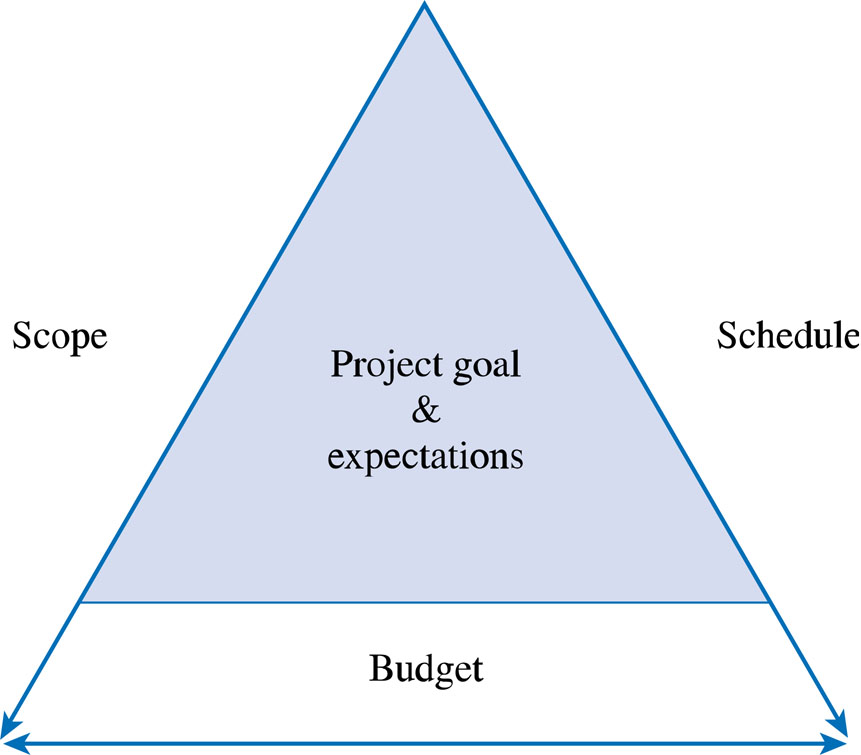 Scope
Schedule
Project goal
&
expectations
Budget